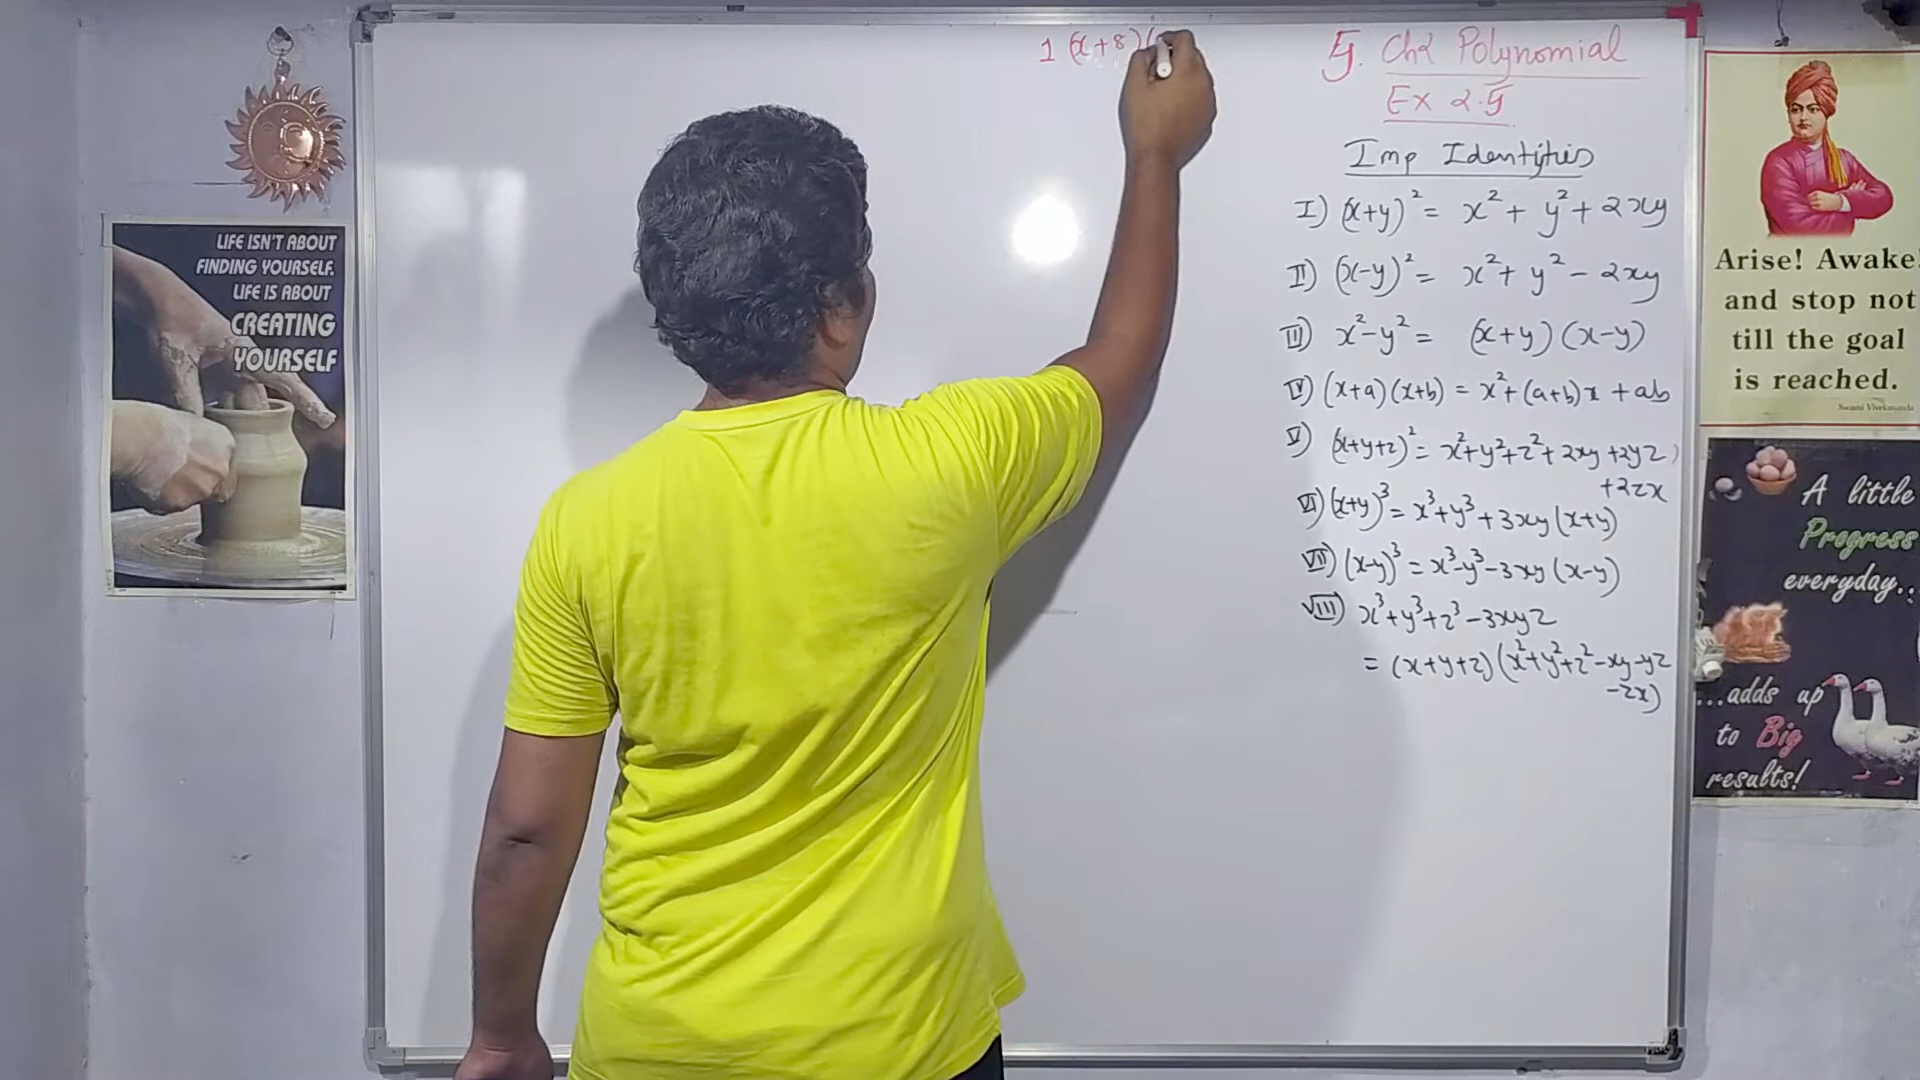 1 (x+8)(
5. Ch2 Polynomial
Ex 2.5
Imp Identities
I) (x+y)² = x² + y² + 2xy
II) (x-y)² = x² + y² - 2xy
III) x²-y² = (x+y) (x-y)
IV) (x+a) (x+b) = x² + (a+b)x + ab
V) (x+y+z)² = x²+y²+z²+2xy+2yz
+2zx
VI) (x+y)³ = x³+y³+3xy(x+y)
VII) (x-y)³ = x³-y³-3xy(x-y)
VIII) x³+y³+z³-3xyz
= (x+y+z)(x²+y²+z²-xy-yz
-zx)
LIFE ISN'T ABOUT
FINDING YOURSELF.
LIFE IS ABOUT
CREATING
YOURSELF
Arise! Awake!
and stop not
till the goal
is reached.
Swami Vivekananda
A little
Progress
everyday..
...adds up
to Big
results!